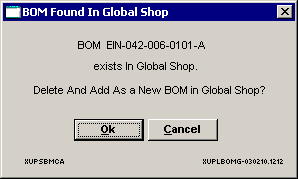 BOM Found In Global Shop
BOM EIN-042-006-0101-A
exists In Global Shop.
Delete And Add As a New BOM in Global Shop?
Ok Cancel
XUPSBMCA XUPLBOMG-030210.1212